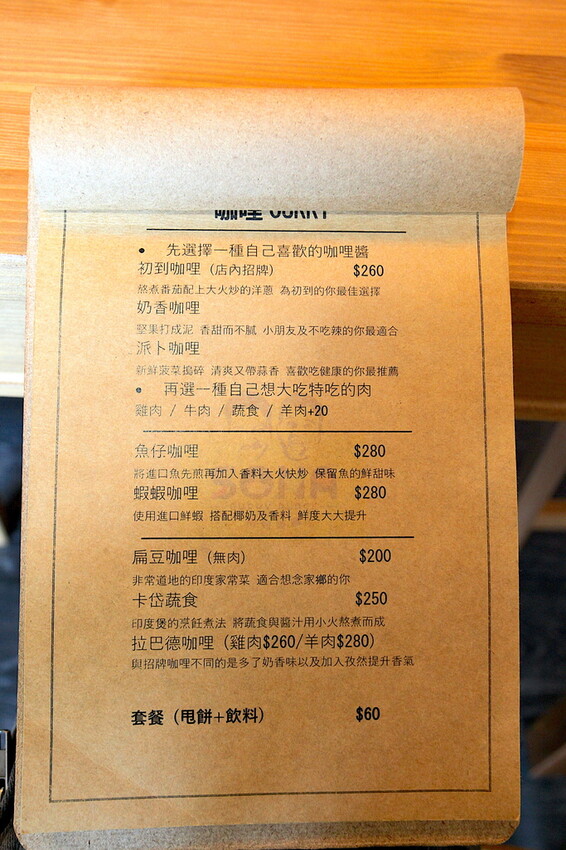 咖哩 CURRY
• 先選擇一種自己喜歡的咖哩醬
初到咖哩（店內招牌） $260
熬煮番茄配上大火炒的洋蔥 為初到的你最佳選擇
奶香咖哩
堅果打成泥 香甜而不膩 小朋友及不吃辣的你最適合
派卜咖哩
新鮮菠菜搗碎 清爽又帶蒜香 喜歡吃健康的你最推薦
• 再選一種自己想大吃特吃的肉
雞肉 / 牛肉 / 蔬食 / 羊肉+20
魚仔咖哩 $280
將進口魚先煎再加入香料大火快炒 保留魚的鮮甜味
蝦蝦咖哩 $280
使用進口鮮蝦 搭配椰奶及香料 鮮度大大提升
扁豆咖哩（無肉） $200
非常道地的印度家常菜 適合想念家鄉的你
卡岱蔬食 $250
印度煲的烹飪煮法 將蔬食與醬汁用小火熬煮而成
拉巴德咖哩（雞肉$260/羊肉$280）
與招牌咖哩不同的是多了奶香味以及加入孜然提升香氣
套餐（甩餅+飲料） $60